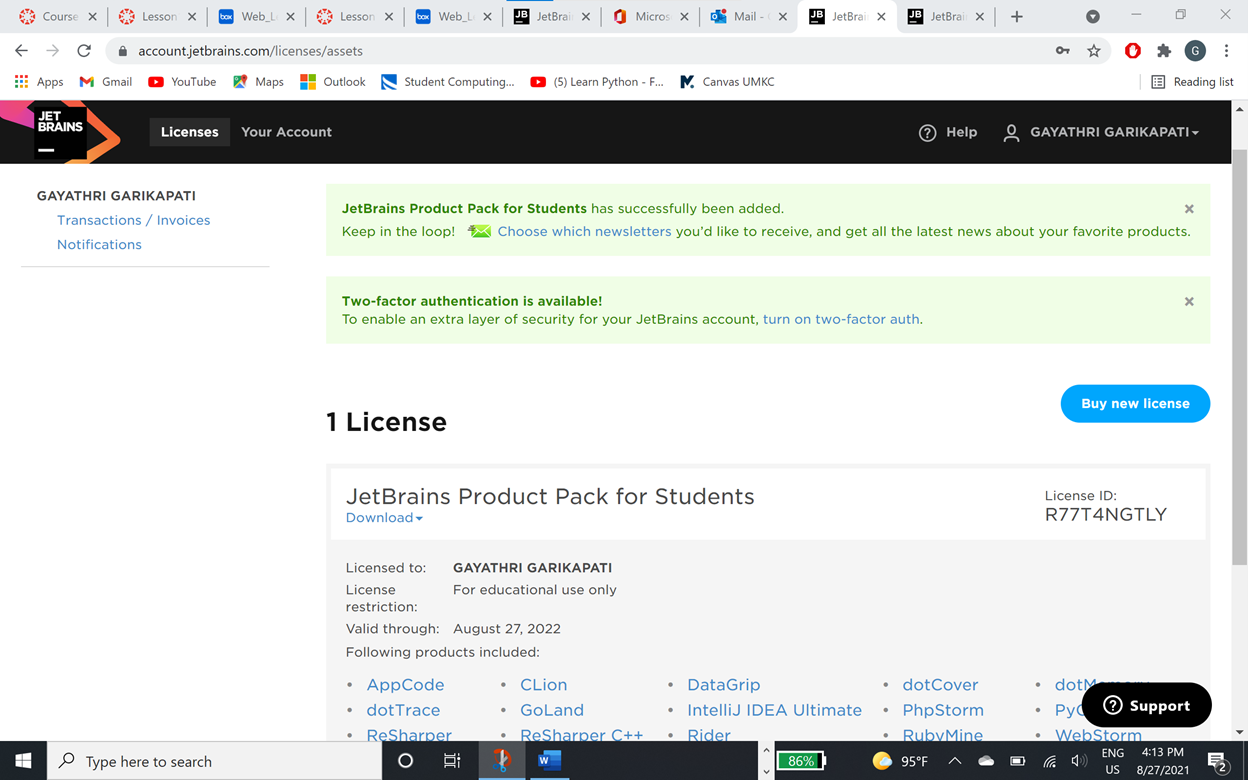 Course
Lesson
Web_L
Lesson
Web_L
JetBrai
Micros
Mail -
JetBrai
JetBrai
account.jetbrains.com/licenses/assets
G
Apps
Gmail
YouTube
Maps
Outlook
Student Computing...
(5) Learn Python - F...
Canvas UMKC
Reading list
JET
BRAINS
Licenses
Your Account
Help
GAYATHRI GARIKAPATI
GAYATHRI GARIKAPATI
Transactions / Invoices
Notifications
JetBrains Product Pack for Students has successfully been added.
Keep in the loop! Choose which newsletters you'd like to receive, and get all the latest news about your favorite products.
Two-factor authentication is available!
To enable an extra layer of security for your JetBrains account, turn on two-factor auth.
Buy new license
1 License
JetBrains Product Pack for Students
Download
License ID:
R77T4NGTLY
Licensed to: GAYATHRI GARIKAPATI
License restriction: For educational use only
Valid through: August 27, 2022
Following products included:
• AppCode • CLion • DataGrip • dotCover •
• dotTrace • GoLand • IntelliJ IDEA Ultimate • PhpStorm •
• ReSharper • ReSharper C++ • Rider • RubyMine • WebStorm
Support
Type here to search
86%
95°F
ENG
US
4:13 PM
8/27/2021
2